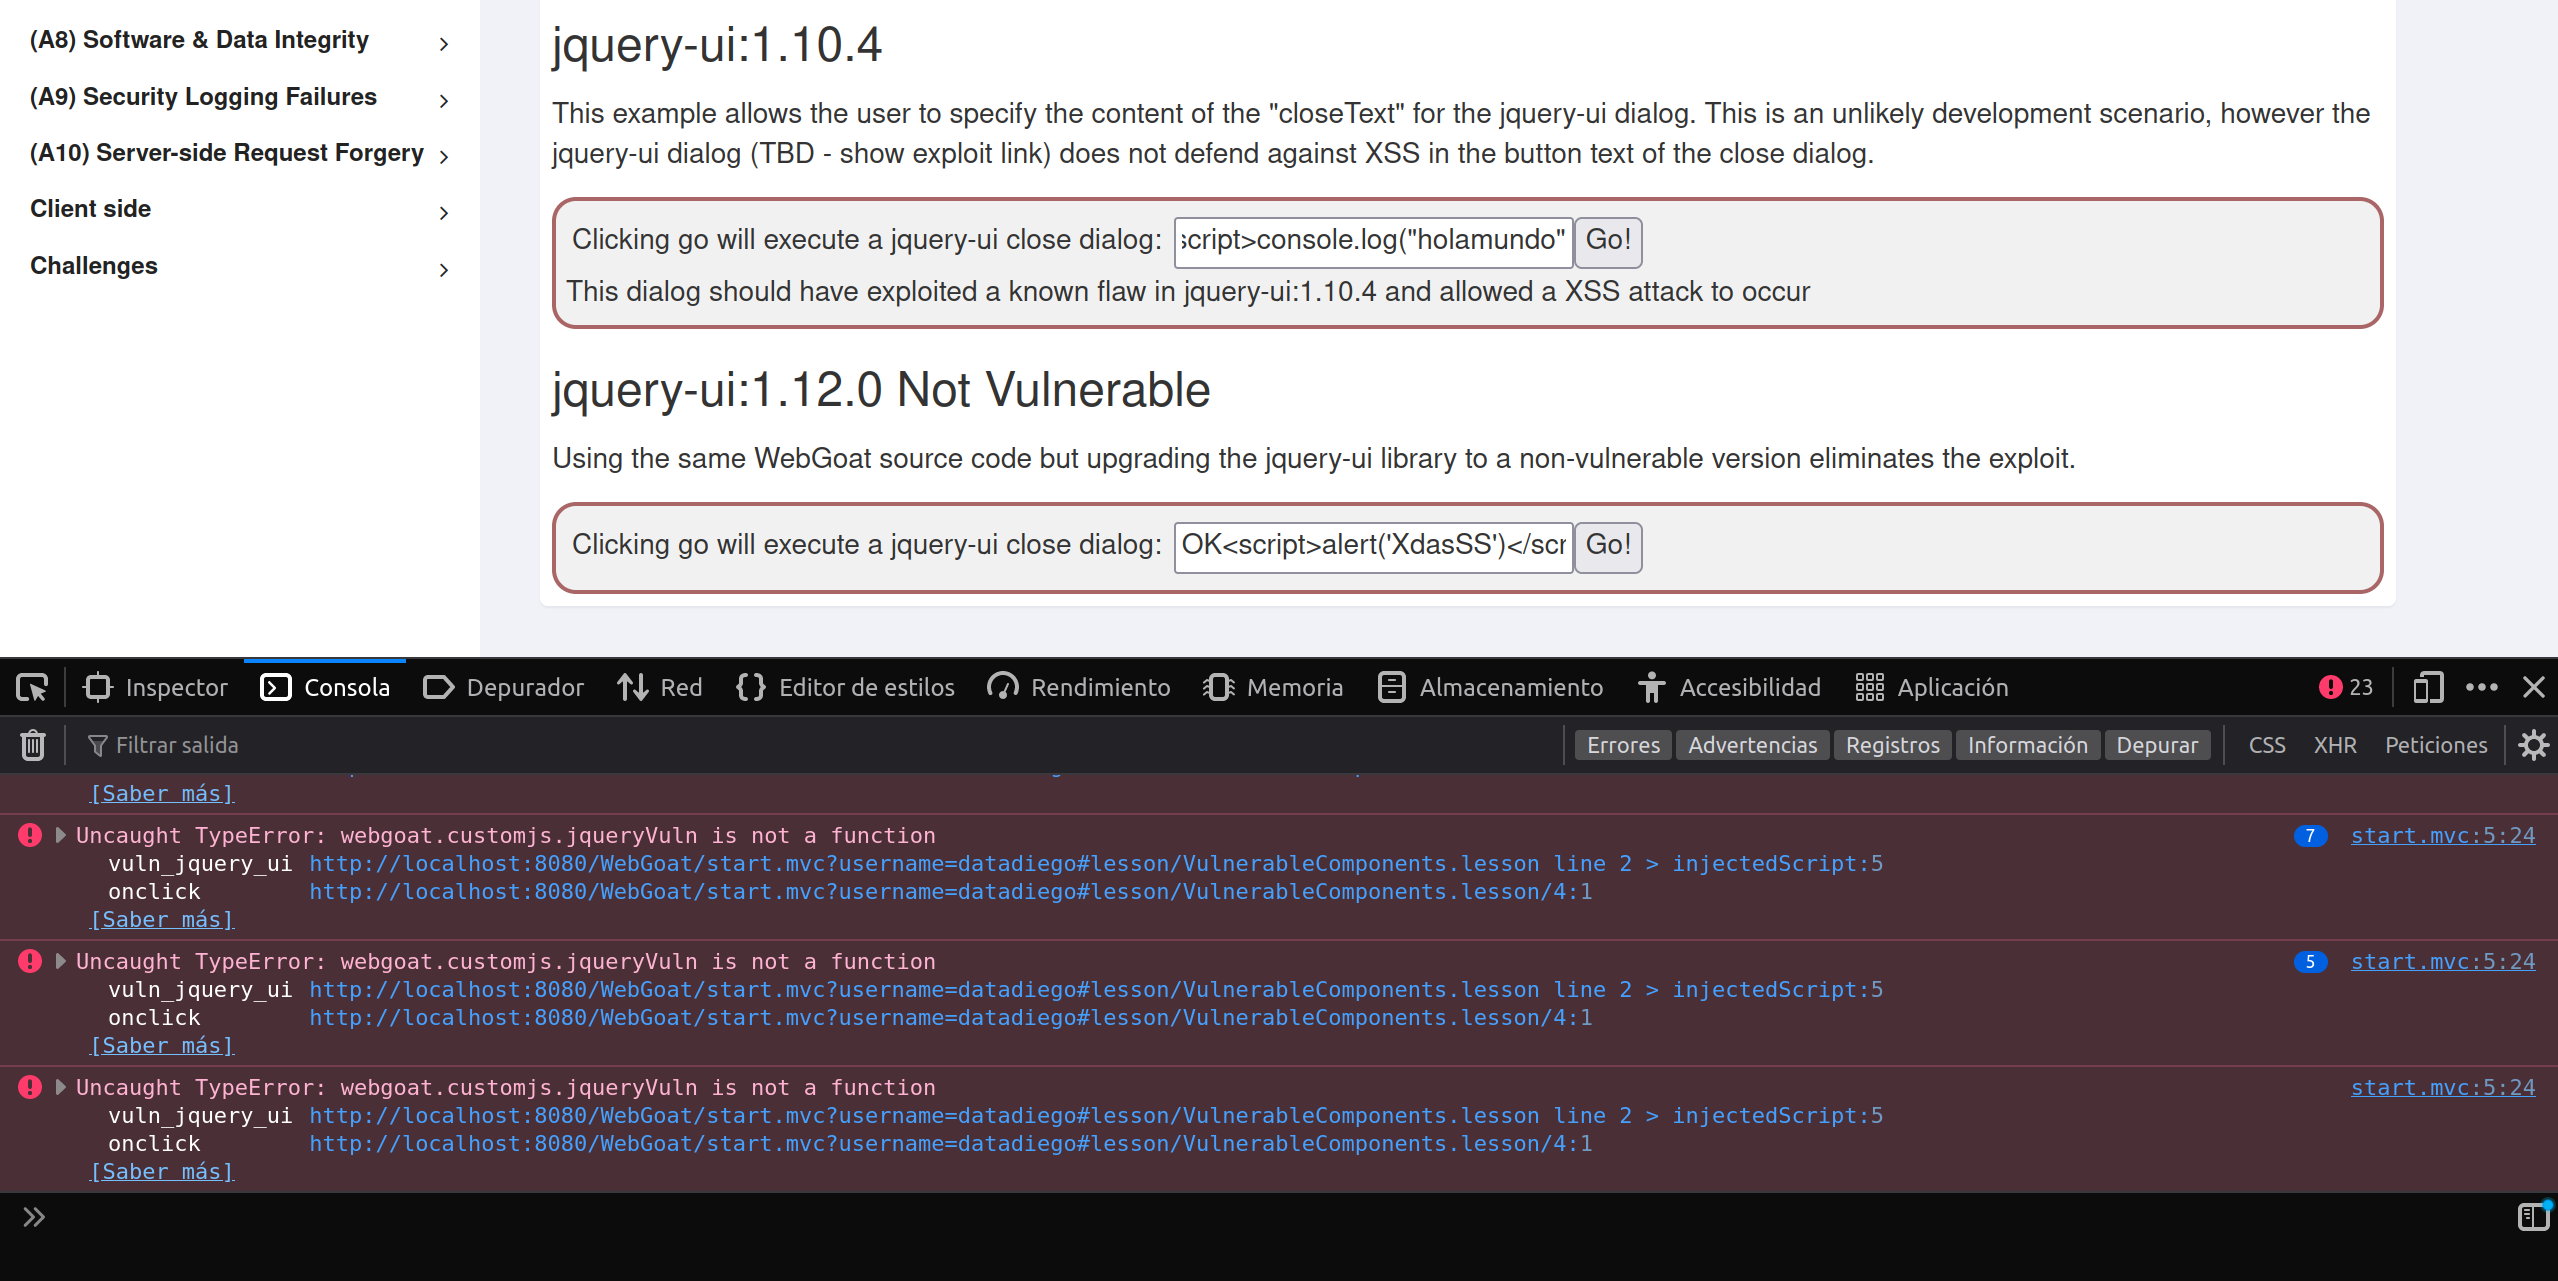 (A8) Software & Data Integrity
(A9) Security Logging Failures
(A10) Server-side Request Forgery
Client side
Challenges
jquery-ui:1.10.4
This example allows the user to specify the content of the "closeText" for the jquery-ui dialog. This is an unlikely development scenario, however the
jquery-ui dialog (TBD - show exploit link) does not defend against XSS in the button text of the close dialog.
Clicking go will execute a jquery-ui close dialog: script>console.log("holamundo" Go!
This dialog should have exploited a known flaw in jquery-ui:1.10.4 and allowed a XSS attack to occur
jquery-ui:1.12.0 Not Vulnerable
Using the same WebGoat source code but upgrading the jquery-ui library to a non-vulnerable version eliminates the exploit.
Clicking go will execute a jquery-ui close dialog: OK<script>alert('XdasSS')</scr Go!
Inspector Consola Depurador Red Editor de estilos Rendimiento Memoria Almacenamiento Accesibilidad Aplicación 23
Filtrar salida Errores Advertencias Registros Información Depurar CSS XHR Peticiones
[Saber más]
Uncaught TypeError: webgoat.customjs.jqueryVuln is not a function 7 start.mvc:5:24
vuln_jquery_ui http://localhost:8080/WebGoat/start.mvc?username=datadiego#lesson/VulnerableComponents.lesson line 2 > injectedScript:5
onclick http://localhost:8080/WebGoat/start.mvc?username=datadiego#lesson/VulnerableComponents.lesson/4:1
[Saber más]
Uncaught TypeError: webgoat.customjs.jqueryVuln is not a function 5 start.mvc:5:24
vuln_jquery_ui http://localhost:8080/WebGoat/start.mvc?username=datadiego#lesson/VulnerableComponents.lesson line 2 > injectedScript:5
onclick http://localhost:8080/WebGoat/start.mvc?username=datadiego#lesson/VulnerableComponents.lesson/4:1
[Saber más]
Uncaught TypeError: webgoat.customjs.jqueryVuln is not a function start.mvc:5:24
vuln_jquery_ui http://localhost:8080/WebGoat/start.mvc?username=datadiego#lesson/VulnerableComponents.lesson line 2 > injectedScript:5
onclick http://localhost:8080/WebGoat/start.mvc?username=datadiego#lesson/VulnerableComponents.lesson/4:1
[Saber más]